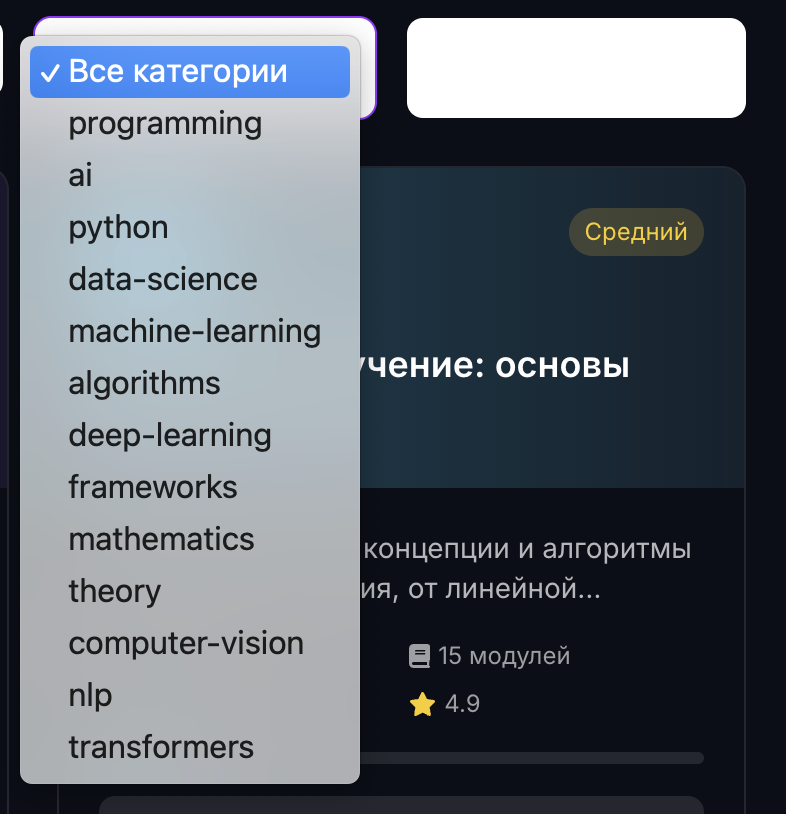 ✓ Все категории
programming
ai
python
data-science
machine-learning
algorithms
deep-learning
frameworks
mathematics
theory
computer-vision
nlp
transformers
Средний
учение: основы
концепции и алгоритмы
ия, от линейной...
15 модулей
4.9